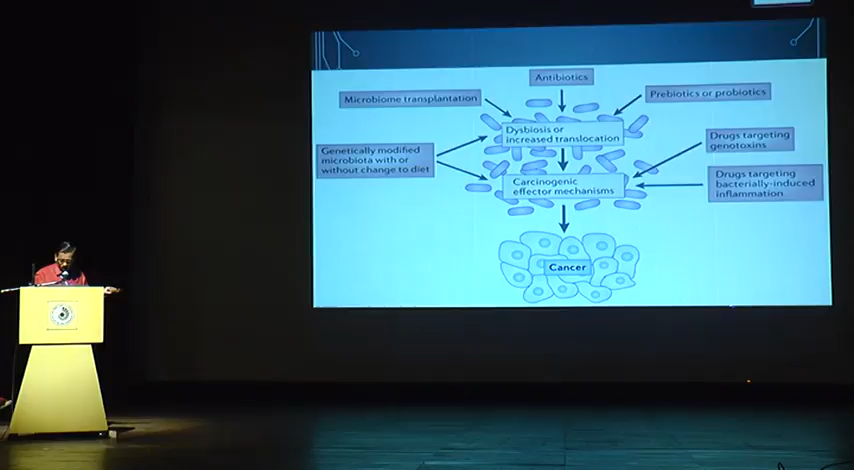 Antibiotics
Microbiome transplantation
Prebiotics or probiotics
Dysbiosis or
increased translocation
Drugs targeting
genotoxins
Genetically modified
microbiota with or
without change to diet
Carcinogenic
effector mechanisms
Drugs targeting
bacterially-induced
inflammation
Cancer